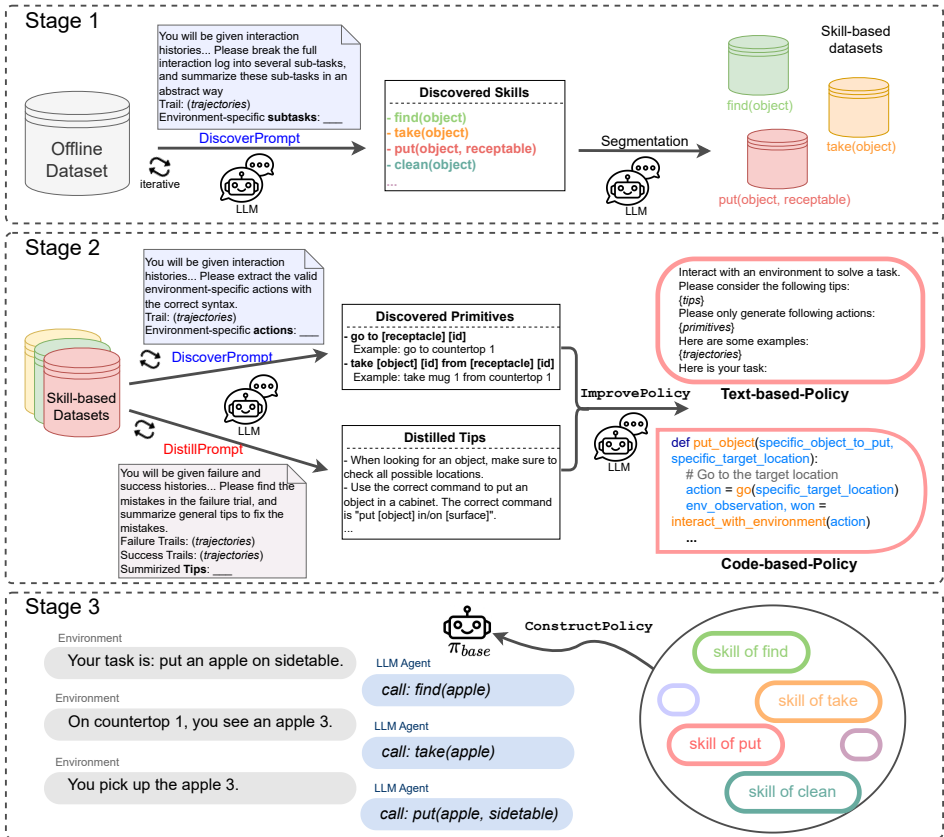 Stage 1
You will be given interaction
histories... Please break the full
interaction log into several sub-tasks,
and summarize these sub-tasks in an
abstract way
Trail: (trajectories)
Environment-specific subtasks: ___
DiscoverPrompt
Offline
Dataset
iterative
LLM
Discovered Skills
- find(object)
- take(object)
- put(object, receptable)
- clean(object)
...
Segmentation
LLM
Skill-based
datasets
find(object)
take(object)
put(object, receptable)
Stage 2
You will be given interaction
histories... Please extract the valid
environment-specific actions with
the correct syntax.
Trail: (trajectories)
Environment-specific actions: ___
DiscoverPrompt
Skill-based
Datasets
LLM
DistillPrompt
You will be given failure and
success histories... Please find the
mistakes in the failure trial, and
summarize general tips to fix the
mistakes.
Failure Trails: (trajectories)
Success Trails: (trajectories)
Summirized Tips: ___
Discovered Primitives
- go to [receptacle] [id]
Example: go to countertop 1
- take [object] [id] from [receptacle] [id]
Example: take mug 1 from countertop 1
Distilled Tips
- When looking for an object, make sure to
check all possible locations.
- Use the correct command to put an
object in a cabinet. The correct command
is "put [object] in/on [surface]".
...
ImprovePolicy
LLM
Interact with an environment to solve a task.
Please consider the following tips:
{tips}
Please only generate following actions:
{primitives}
Here are some examples:
{trajectories}
Here is your task:
Text-based-Policy
def put_object(specific_object_to_put,
specific_target_location):
# Go to the target location
action = go(specific_target_location)
env_observation, won =
interact_with_environment(action)
...
Code-based-Policy
Stage 3
Environment
Your task is: put an apple on sidetable.
LLM Agent
call: find(apple)
Environment
On countertop 1, you see an apple 3.
LLM Agent
call: take(apple)
Environment
You pick up the apple 3.
LLM Agent
call: put(apple, sidetable)
πbase
ConstructPolicy
skill of find
skill of take
skill of put
skill of clean